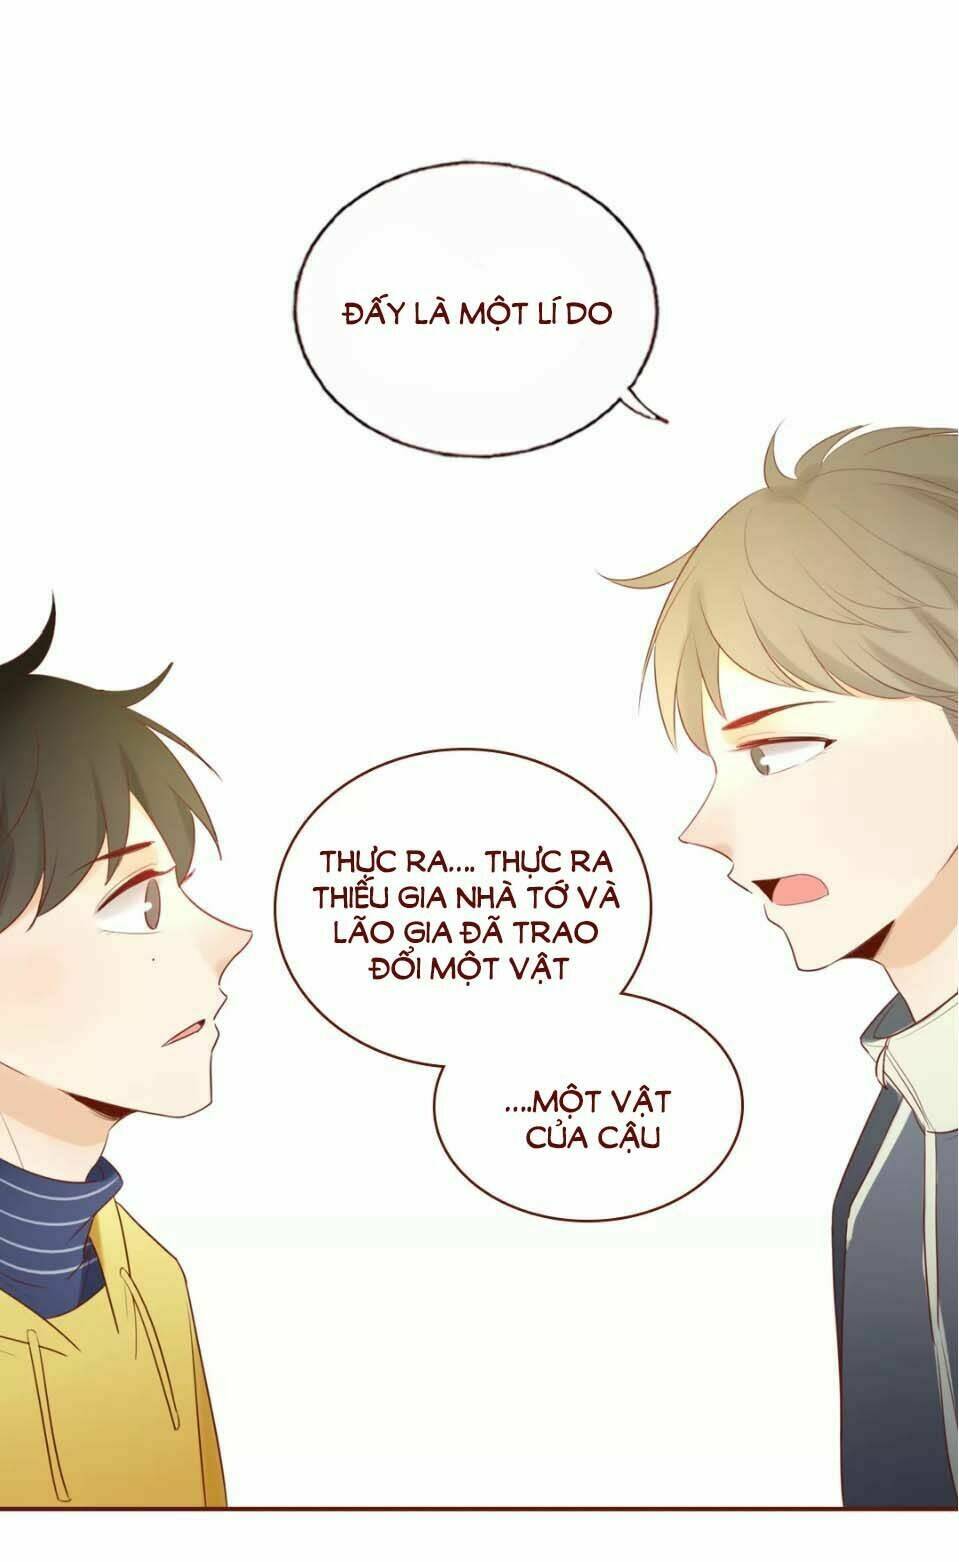 ĐẤY LÀ MỘT LÍ DO
THỰC RA.... THỰC RA
THIẾU GIA NHÀ TỚ VÀ
LÃO GIA ĐÃ TRAO
ĐỔI MỘT VẬT
....MỘT VẬT
CỦA CẬU